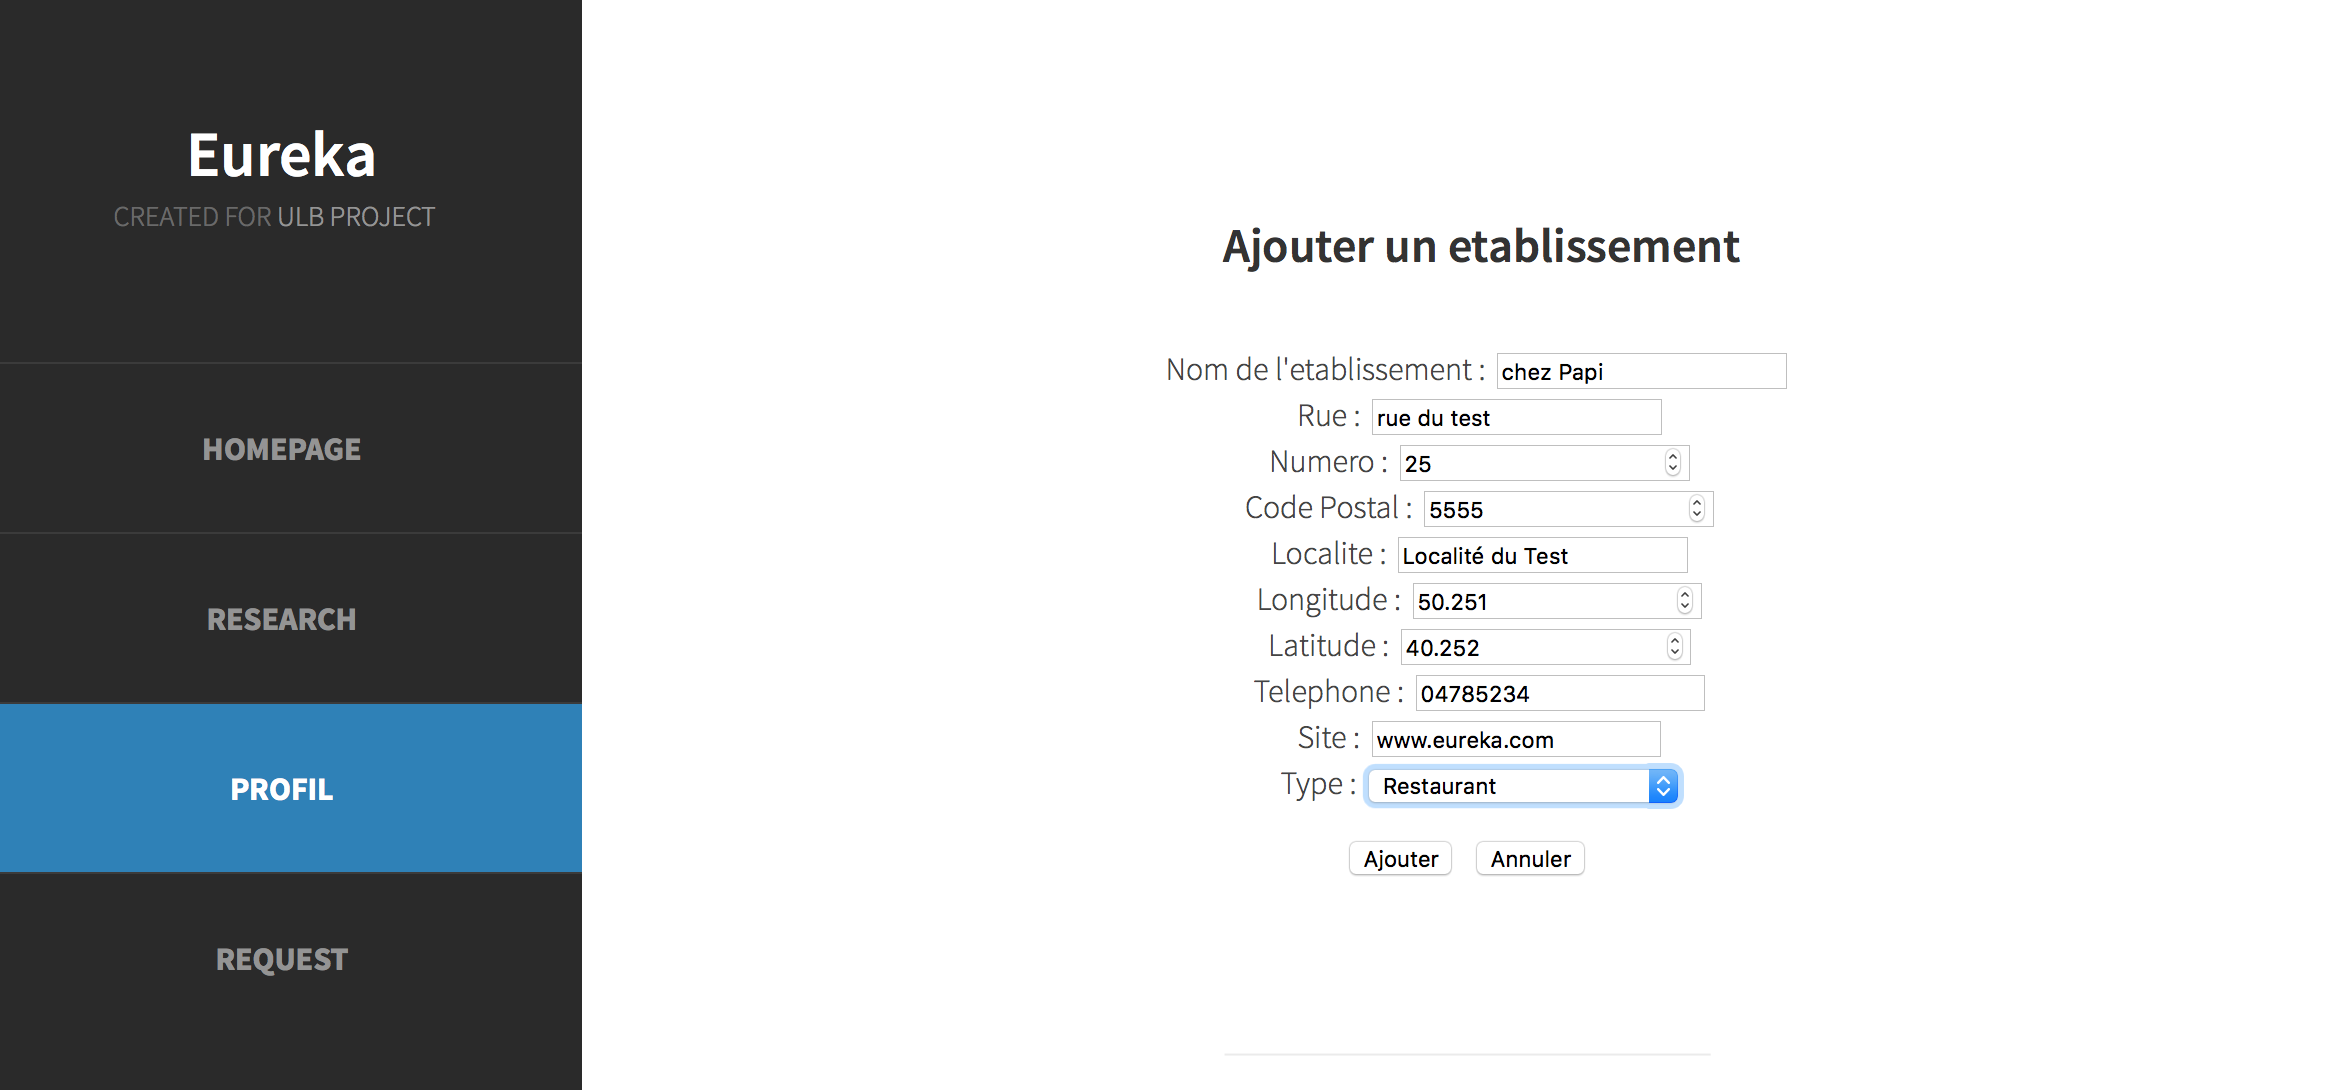 Eureka
CREATED FOR ULB PROJECT
HOMEPAGE
RESEARCH
PROFIL
REQUEST
Ajouter un etablissement
Nom de l'etablissement : chez Papi
Rue : rue du test
Numero : 25
Code Postal : 5555
Localite : Localité du Test
Longitude : 50.251
Latitude : 40.252
Telephone : 04785234
Site : www.eureka.com
Type : Restaurant
Ajouter Annuler